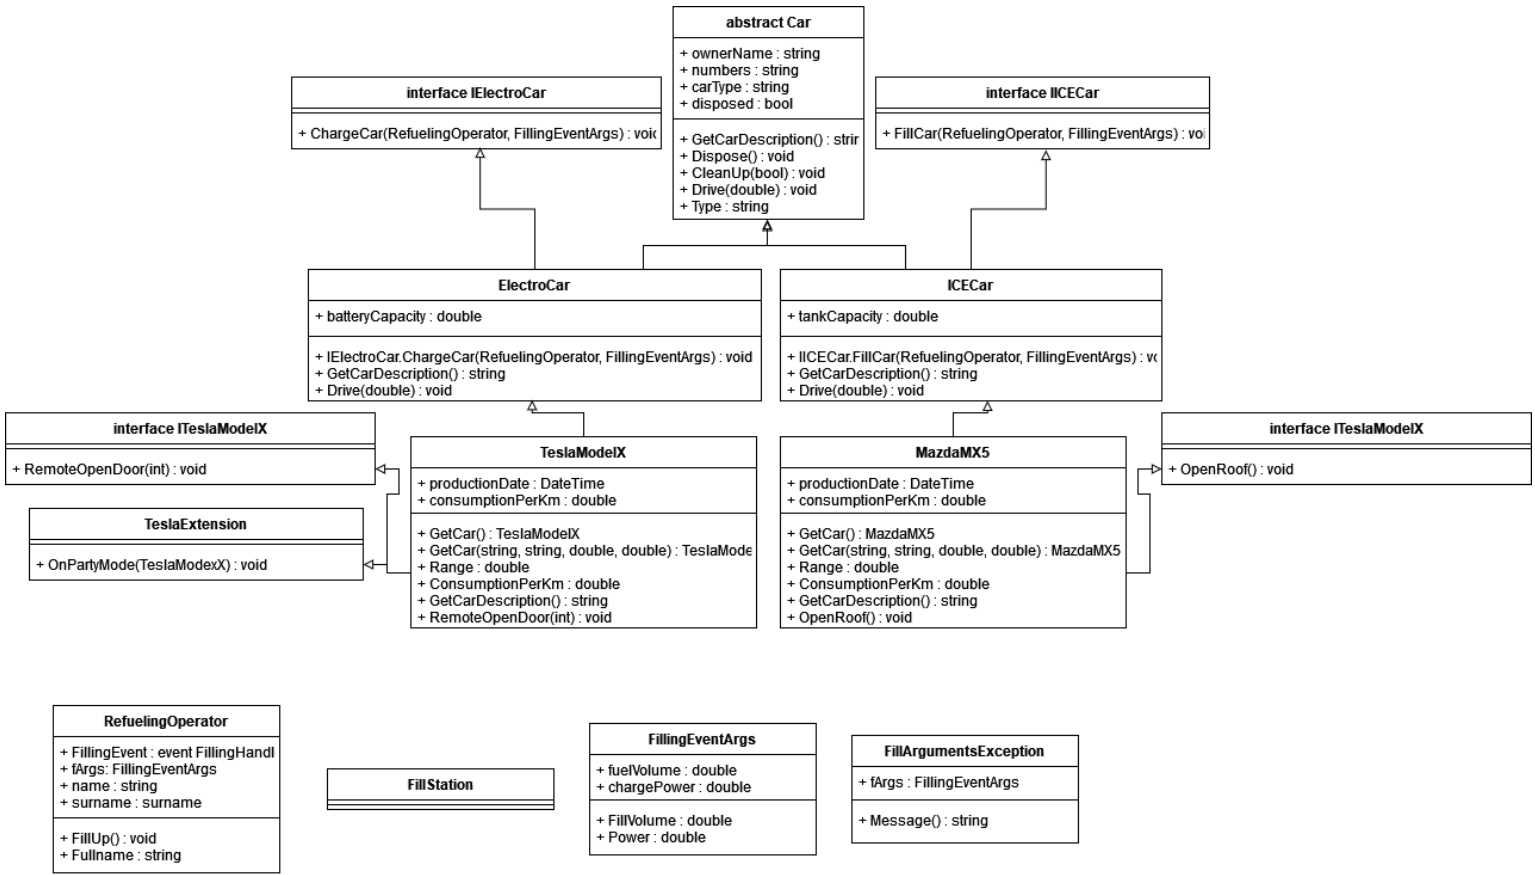 abstract Car
+ ownerName : string
+ numbers : string
+ carType : string
+ disposed : bool
+ GetCarDescription() : strir
+ Dispose() : void
+ CleanUp(bool) : void
+ Drive(double) : void
+ Type : string
interface IElectroCar
+ ChargeCar(RefuelingOperator, FillingEventArgs) : voic
interface IICECar
+ FillCar(RefuelingOperator, FillingEventArgs) : voi
ElectroCar
+ batteryCapacity : double
+ IElectroCar.ChargeCar(RefuelingOperator, FillingEventArgs) : void
+ GetCarDescription() : string
+ Drive(double) : void
ICECar
+ tankCapacity : double
+ IICECar.FillCar(RefuelingOperator, FillingEventArgs) : vc
+ GetCarDescription() : string
+ Drive(double) : void
interface ITeslaModelX
+ RemoteOpenDoor(int) : void
TeslaExtension
+ OnPartyMode(TeslaModexX) : void
TeslaModelX
+ productionDate : DateTime
+ consumptionPerKm : double
+ GetCar() : TeslaModelX
+ GetCar(string, string, double, double) : TeslaMode
+ Range : double
+ ConsumptionPerKm : double
+ GetCarDescription() : string
+ RemoteOpenDoor(int) : void
MazdaMX5
+ productionDate : DateTime
+ consumptionPerKm : double
+ GetCar() : MazdaMX5
+ GetCar(string, string, double, double) : MazdaMX5
+ Range : double
+ ConsumptionPerKm : double
+ GetCarDescription() : string
+ OpenRoof() : void
interface ITeslaModelX
+ OpenRoof() : void
RefuelingOperator
+ FillingEvent : event FillingHandl
+ fArgs: FillingEventArgs
+ name : string
+ surname : surname
+ FillUp() : void
+ Fullname : string
FillStation
FillingEventArgs
+ fuelVolume : double
+ chargePower : double
+ FillVolume : double
+ Power : double
FillArgumentsException
+ fArgs : FillingEventArgs
+ Message() : string